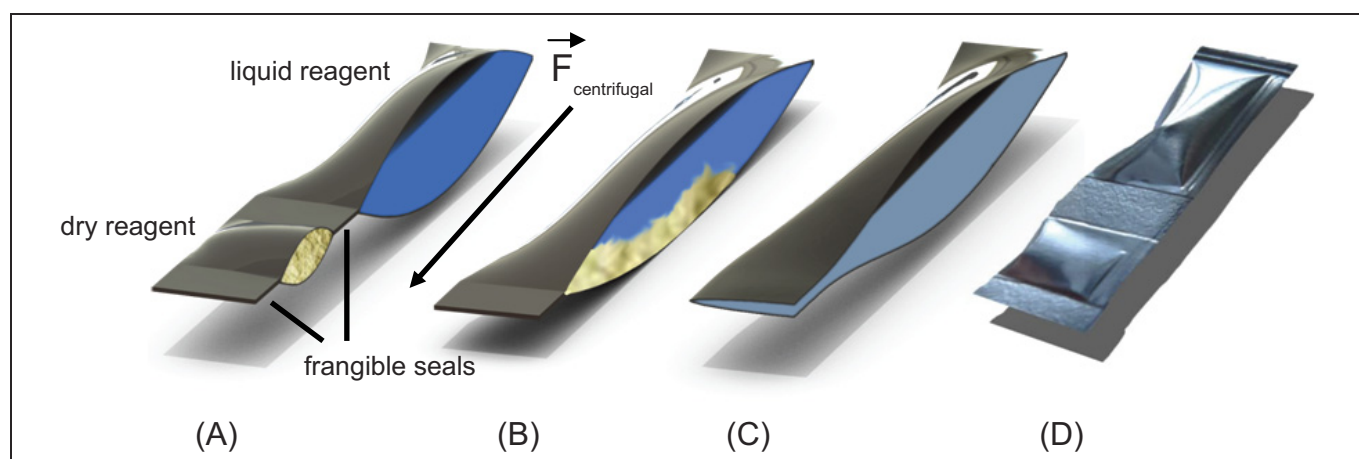 liquid reagent
F
centrifugal
dry reagent
frangible seals
(A)
(B)
(C)
(D)